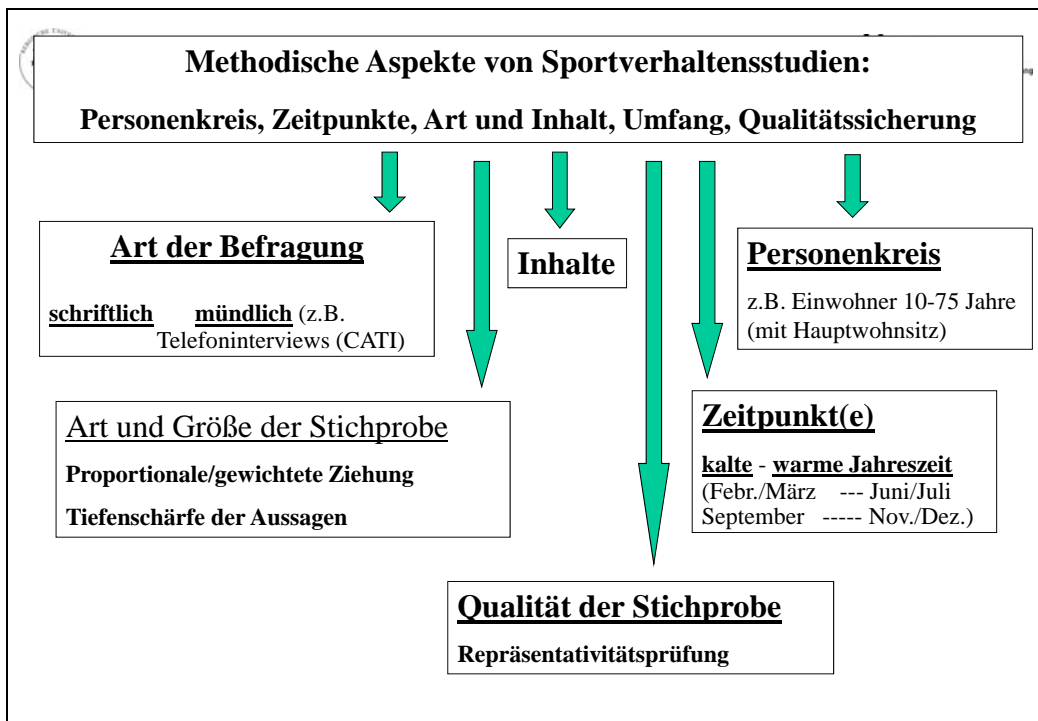 Methodische Aspekte von Sportverhaltensstudien:
Personenkreis, Zeitpunkte, Art und Inhalt, Umfang, Qualitätssicherung
Art der Befragung
schriftlich mündlich (z.B.
Telefoninterviews (CATI)
Inhalte
Personenkreis
z.B. Einwohner 10-75 Jahre
(mit Hauptwohnsitz)
Art und Größe der Stichprobe
Proportionale/gewichtete Ziehung
Tiefenschärfe der Aussagen
Zeitpunkt(e)
kalte - warme Jahreszeit
(Febr./März --- Juni/Juli
September ----- Nov./Dez.)
Qualität der Stichprobe
Repräsentativitätsprüfung